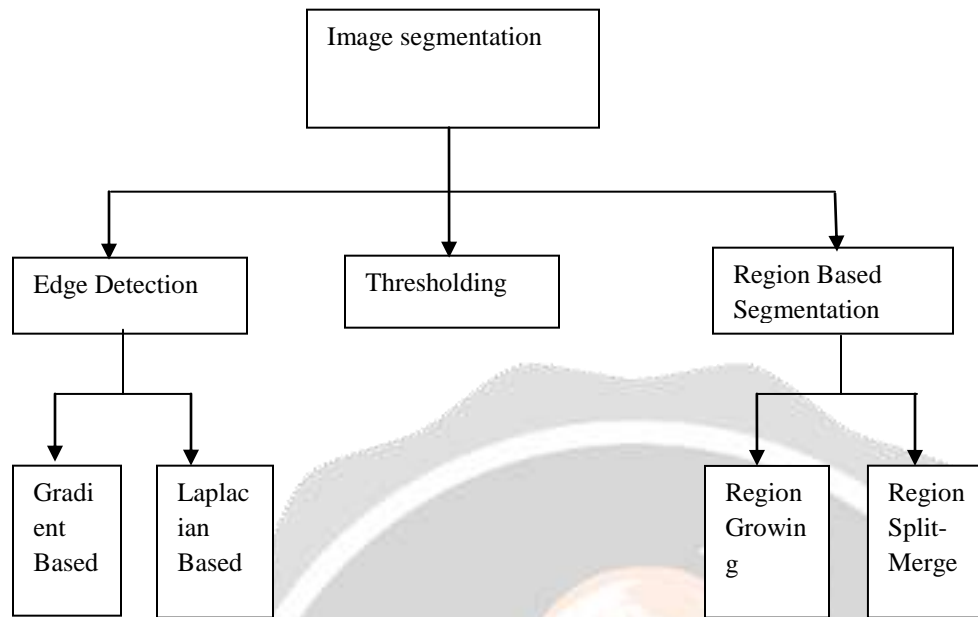 Image segmentation
Edge Detection
Thresholding
Region Based
Segmentation
Gradi
ent
Based
Laplac
ian
Based
Region
Growin
g
Region
Split-
Merge